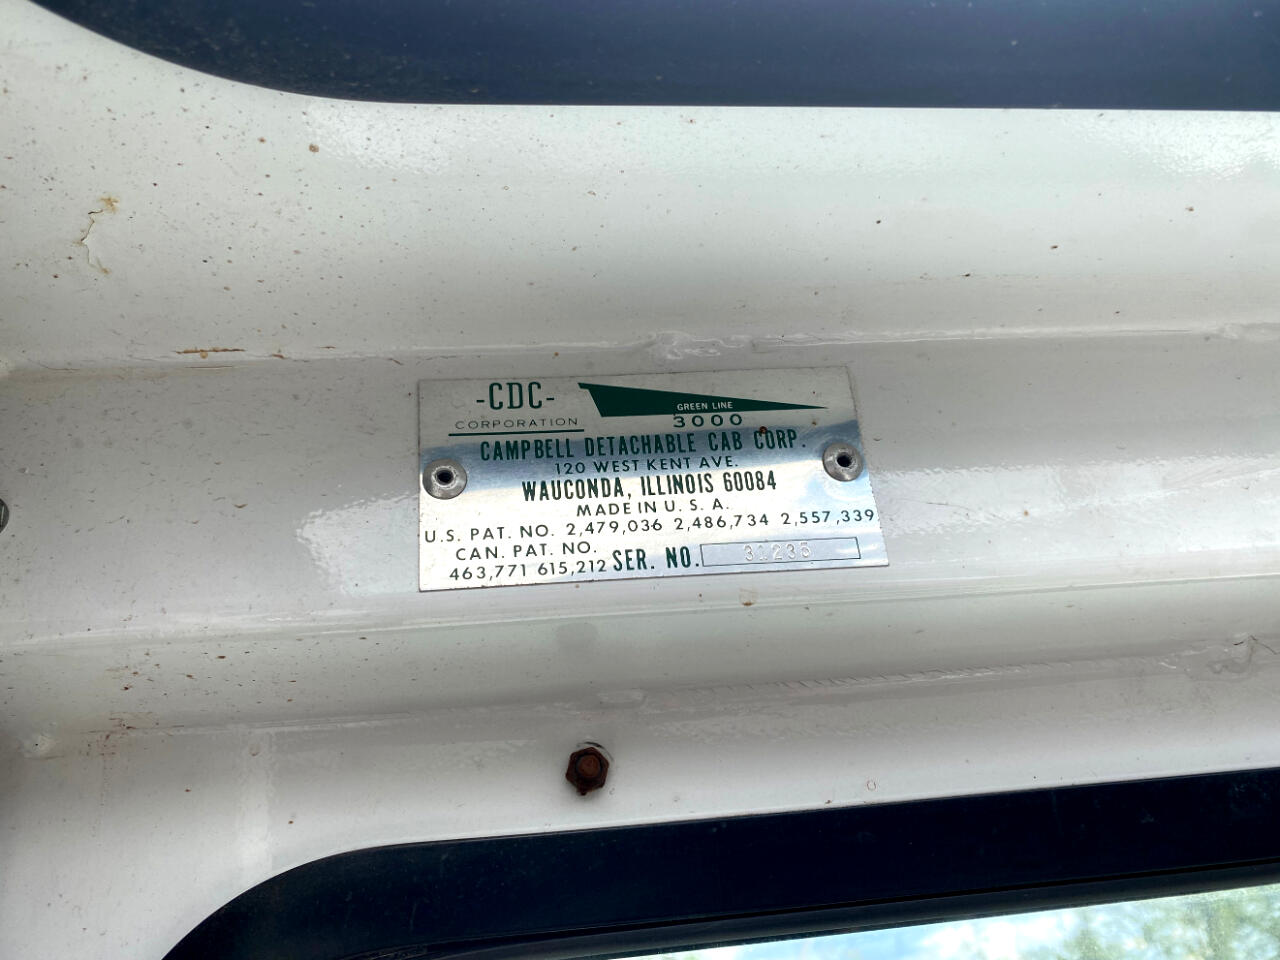 -CDC-
CORPORATION
GREEN LINE
3000
CAMPBELL DETACHABLE CAB CORP.
120 WEST KENT AVE.
WAUCONDA, ILLINOIS 60084
MADE IN U. S. A.
U.S. PAT. NO. 2,479,036 2,486,734 2,557,339
CAN. PAT. NO.
463,771 615,212 SER. NO. 31235